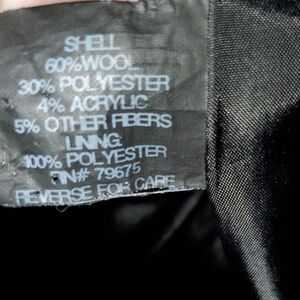 SHELL
60% WOOL
30% POLYESTER
4% ACRYLIC
5% OTHER FIBERS
LINING
100% POLYESTER
RN# 79675
REVERSE FOR CARE